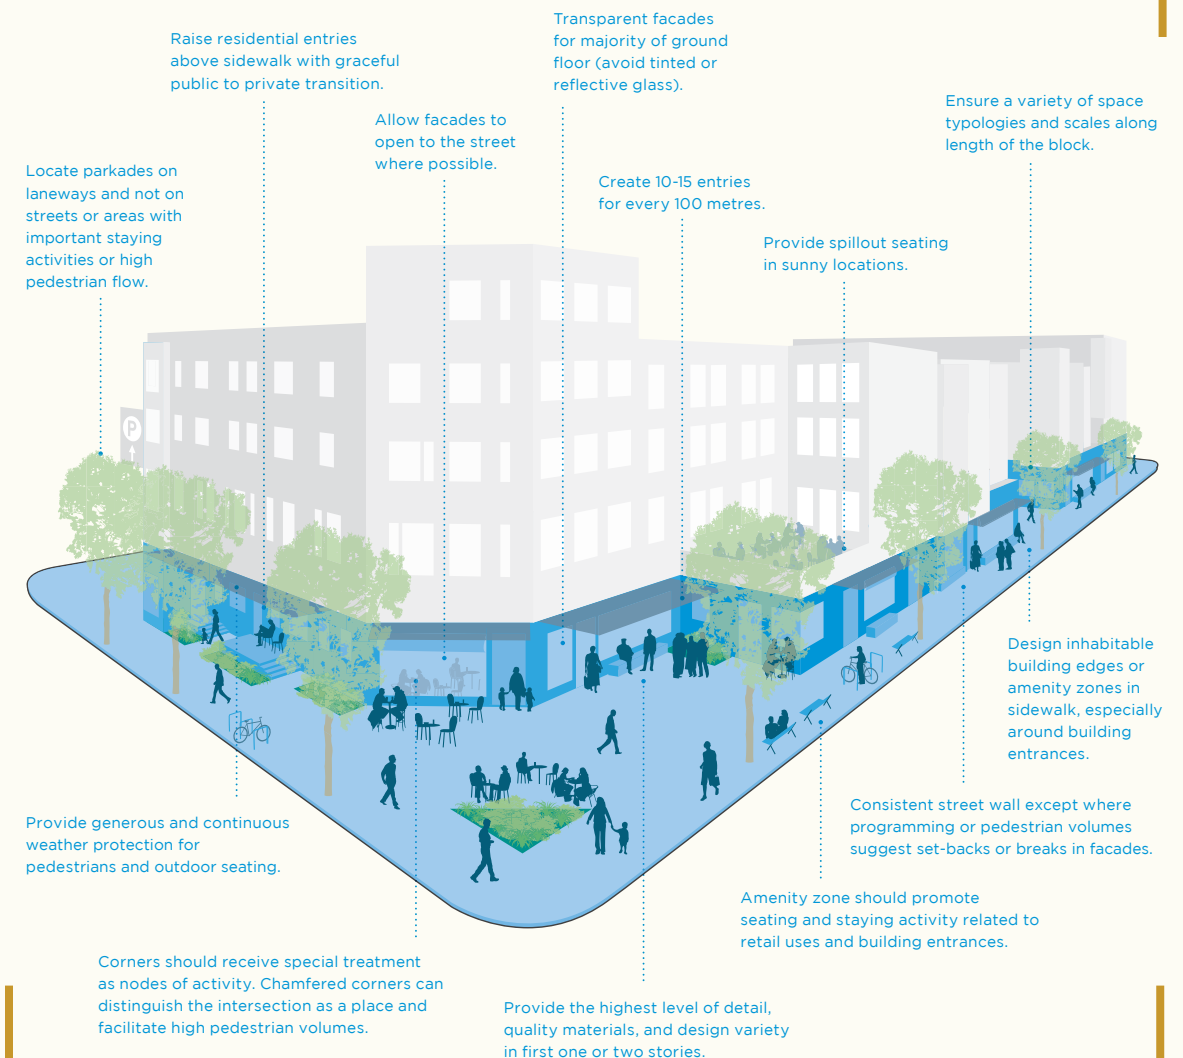 Transparent facades
for majority of ground
floor (avoid tinted or
reflective glass).
Raise residential entries
above sidewalk with graceful
public to private transition.
Ensure a variety of space
typologies and scales along
length of the block.
Allow facades to
open to the street
where possible.
Locate parkades on
laneways and not on
streets or areas with
important staying
activities or high
pedestrian flow.
Create 10-15 entries
for every 100 metres.
Provide spillout seating
in sunny locations.
P
Design inhabitable
building edges or
amenity zones in
sidewalk, especially
around building
entrances.
Consistent street wall except where
programming or pedestrian volumes
suggest set-backs or breaks in facades.
Provide generous and continuous
weather protection for
pedestrians and outdoor seating.
Amenity zone should promote
seating and staying activity related to
retail uses and building entrances.
Corners should receive special treatment
as nodes of activity. Chamfered corners can
distinguish the intersection as a place and
facilitate high pedestrian volumes.
Provide the highest level of detail,
quality materials, and design variety
in first one or two stories.